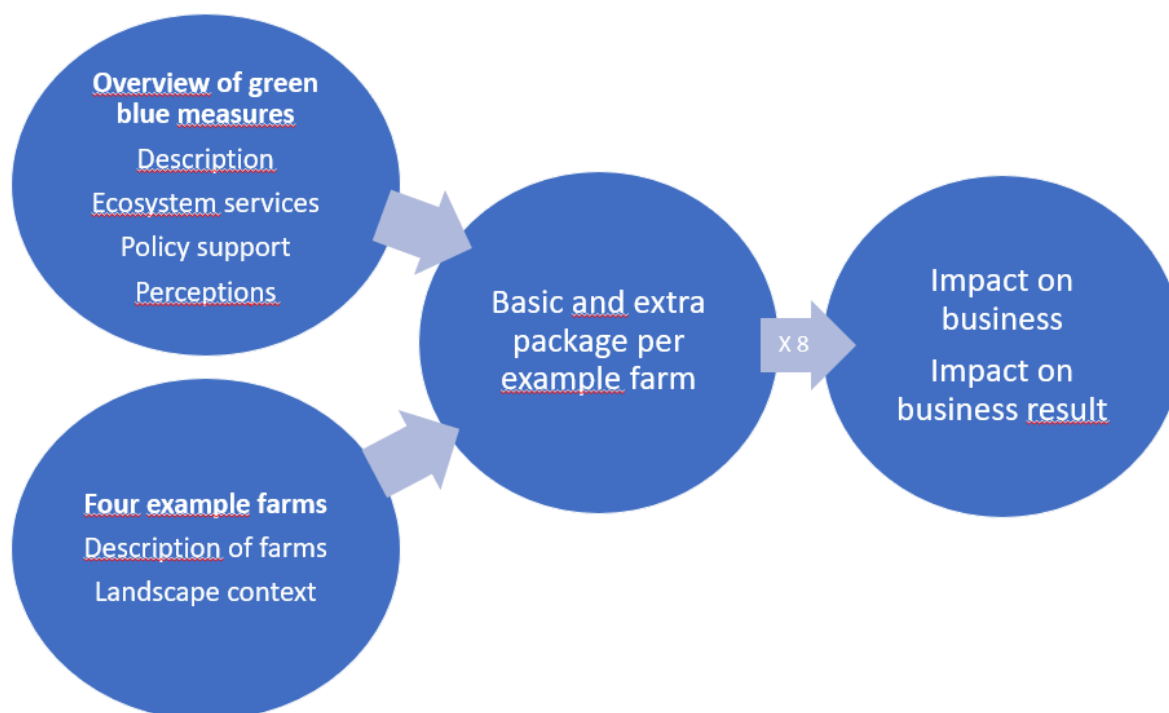 Overview of green
blue measures
Description
Ecosystem services
Policy support
Perceptions
Four example farms
Description of farms
Landscape context
Basic and extra
package per
example farm
X 8
Impact on
business
Impact on
business result